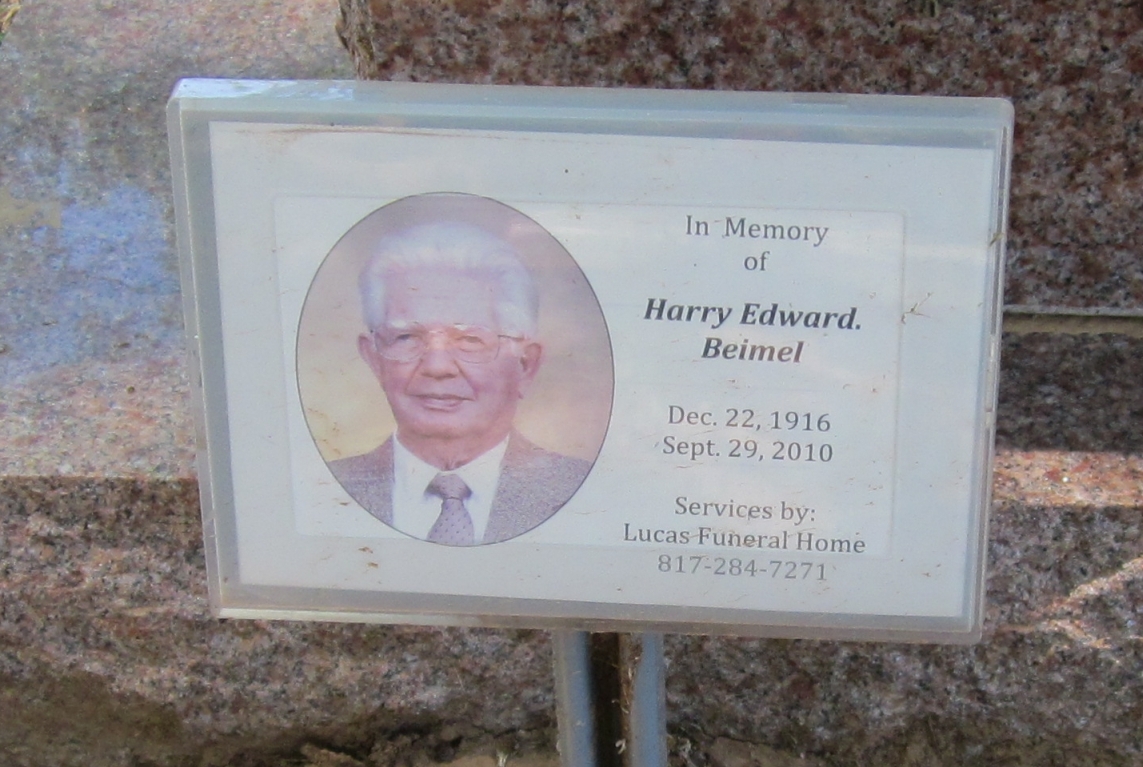 In Memory
of
Harry Edward.
Beimel
Dec. 22, 1916
Sept. 29, 2010
Services by:
Lucas Funeral Home
817-284-7271